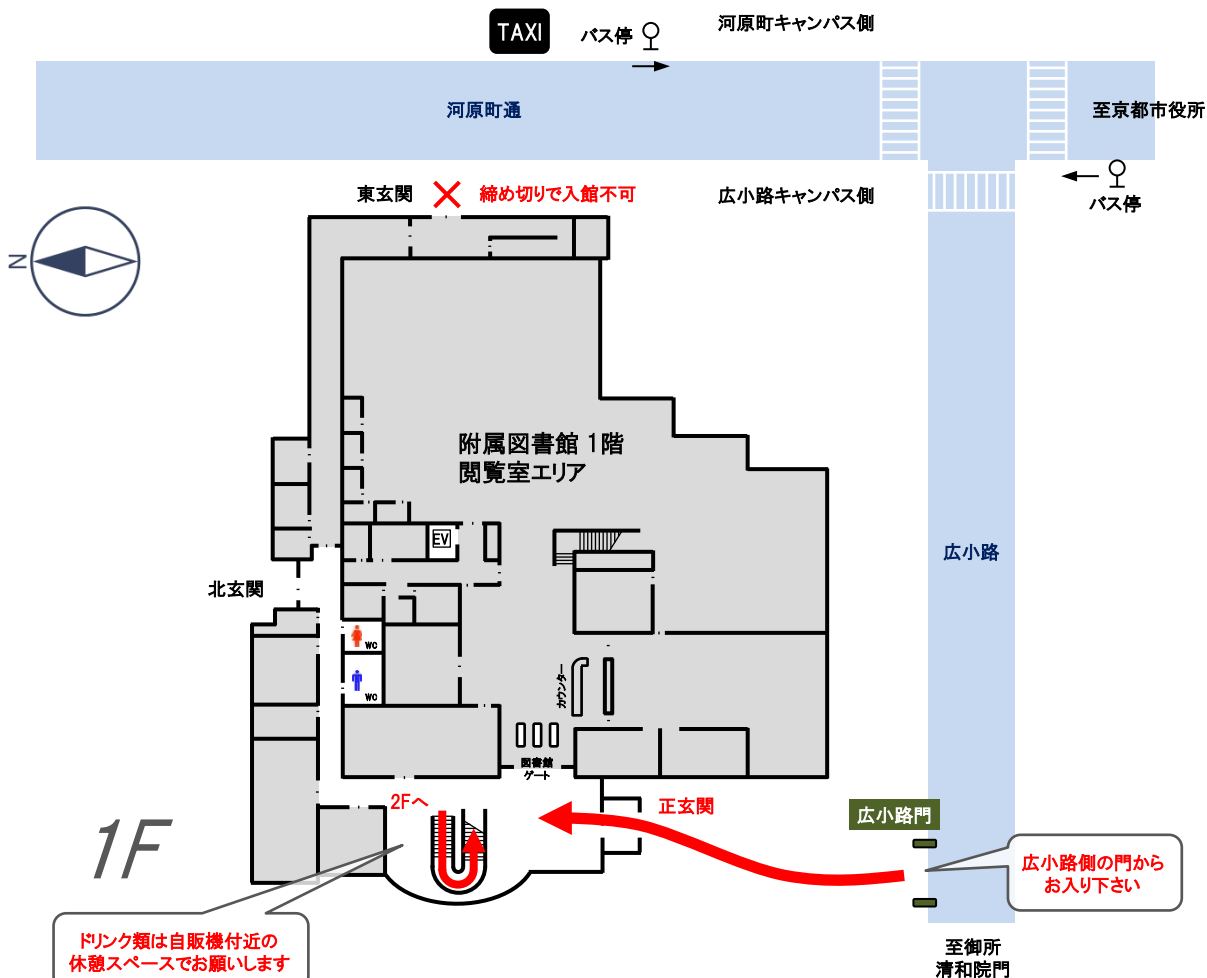 TAXI
バス停
河原町キャンパス側
河原町通
至京都市役所
東玄関
締め切りで入館不可
広小路キャンパス側
バス停
N
附属図書館 1階
閲覧室エリア
EV
広小路
北玄関
WC
WC
カウンター
図書館
ゲート
2Fへ
正玄関
広小路門
1F
広小路側の門から
お入り下さい
ドリンク類は自販機付近の
休憩スペースでお願いします
至御所
清和院門